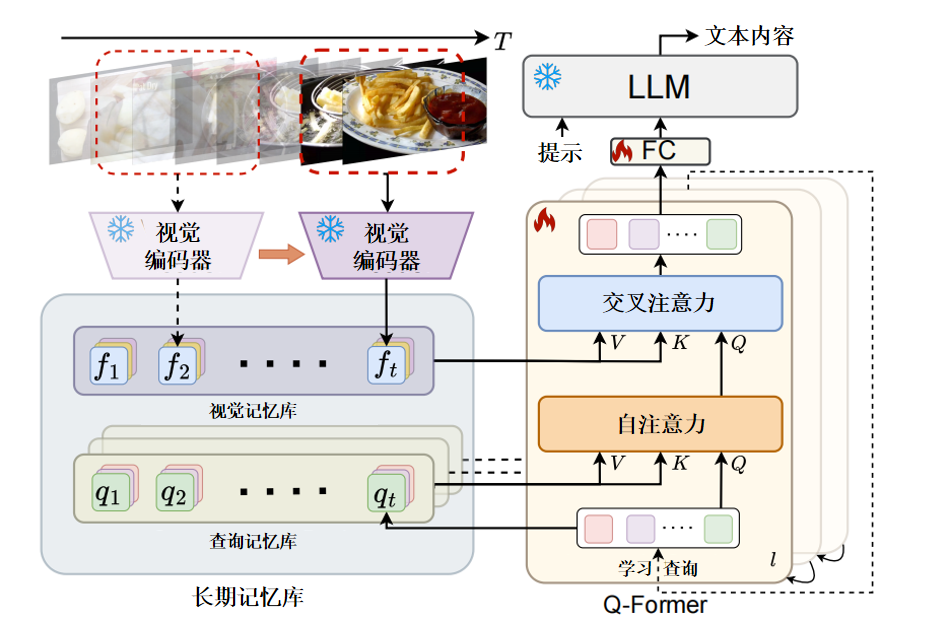 T
文本内容
LLM
提示
FC
视觉
编码器
视觉
编码器
交叉注意力
V K Q
f1 f2 ···· ft
视觉记忆库
自注意力
V K Q
q1 q2 ···· qt
查询记忆库
学习 查询
l
长期记忆库
Q-Former